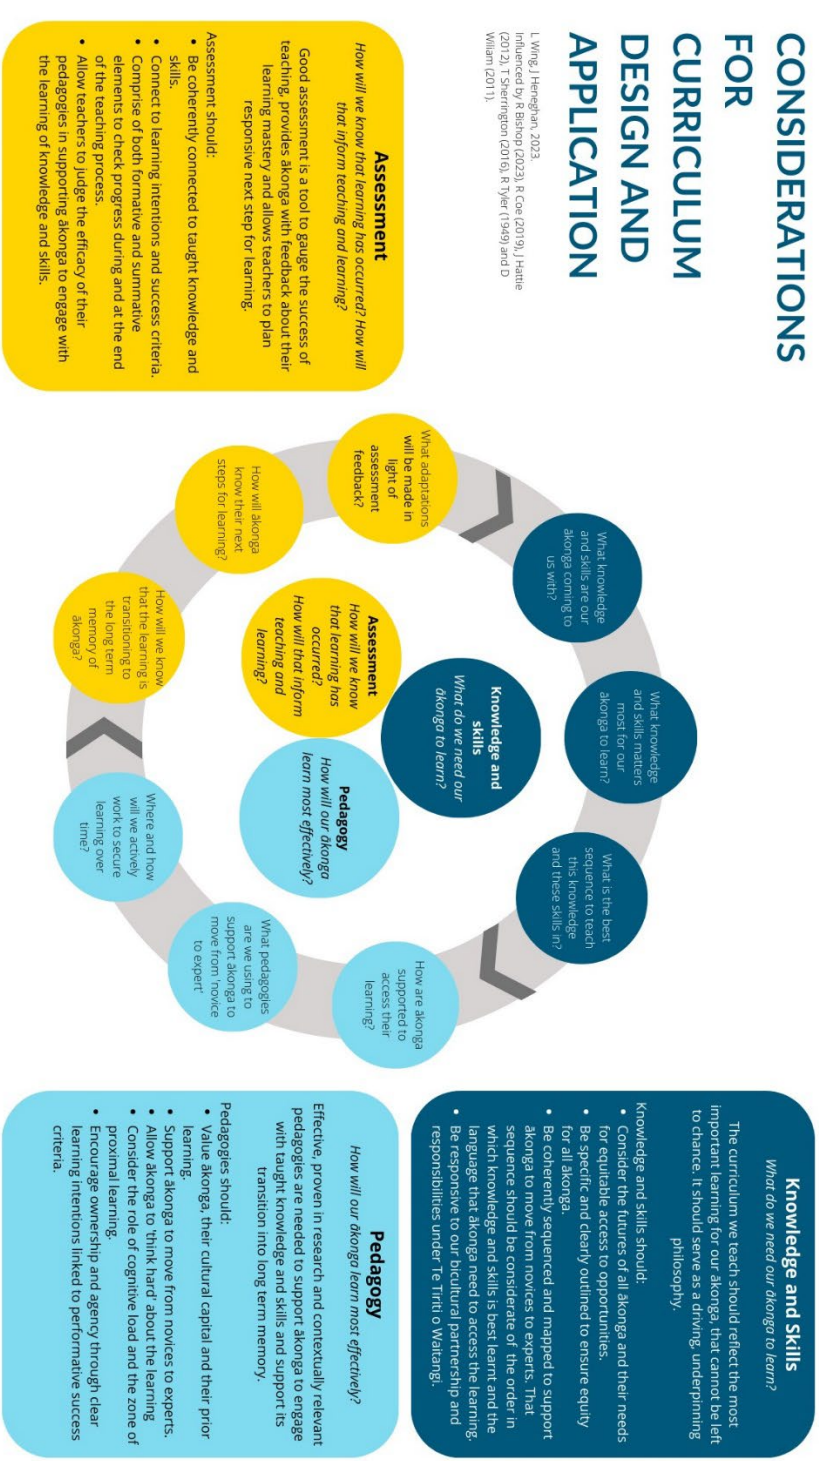 CONSIDERATIONS
FOR
CURRICULUM
DESIGN AND
APPLICATION
L Wing, J Heneghan, 2023.
Influenced by R Bishop (2023), R Coe (2019), J Hattie
(2012), T Sherrington (2016), R Tyler (1949) and D
Wiliam (2011).
Assessment
How will we know that learning has occurred? How will
that inform teaching and learning?
Good assessment is a tool to gauge the success of
teaching, provides ākonga with feedback about their
learning mastery and allows teachers to plan
responsive next step for learning.
Assessment should:
• Be coherently connected to taught knowledge and
skills.
• Connect to learning intentions and success criteria.
• Comprise of both formative and summative
elements to check progress during and at the end
of the teaching process.
• Allow teachers to judge the efficacy of their
pedagogies in supporting ākonga to engage with
the learning of knowledge and skills.
What knowledge
and skills are our
ākonga coming to
us with?
What knowledge
and skills matters
most for our
ākonga to learn?
What is the best
sequence to teach
this knowledge
and these skills in?
How are ākonga
supported to
access their
learning?
What pedagogies
are we using to
support ākonga to
move from 'novice
to expert'
Where and how
will we actively
work to secure
learning over
time?
How will we know
that the learning is
transitioning to
the long term
memory of
ākonga?
How will ākonga
know their next
steps for learning?
What adaptations
will be made in
light of
assessment
feedback?
Knowledge and
skills
What do we need our
ākonga to learn?
Assessment
How will we know
that learning has
occurred?
How will that inform
teaching and
learning?
Pedagogy
How will our ākonga
learn most effectively?
Knowledge and Skills
What do we need our ākonga to learn?
The curriculum we teach should reflect the most
important learning for our ākonga, that cannot be left
to chance. It should serve as a driving, underpinning
philosophy.
Knowledge and skills should:
• Consider the futures of all ākonga and their needs
for equitable access to opportunities.
• Be specific and clearly outlined to ensure equity
for all ākonga.
• Be coherently sequenced and mapped to support
ākonga to move from novices to experts. That
sequence should be considerate of the order in
which knowledge and skills is best learnt and the
language that ākonga need to access the learning.
• Be responsive to our bicultural partnership and
responsibilities under Te Tiriti o Waitangi.
Pedagogy
How will our ākonga learn most effectively?
Effective, proven in research and contextually relevant
pedagogies are needed to support ākonga to engage
with taught knowledge and skills and support its
transition into long term memory.
Pedagogies should:
• Value ākonga, their cultural capital and their prior
learning.
• Support ākonga to move from novices to experts.
• Allow ākonga to 'think hard' about the learning
• Consider the role of cognitive load and the zone of
proximal learning.
• Encourage ownership and agency through clear
learning intentions linked to performative success
criteria.